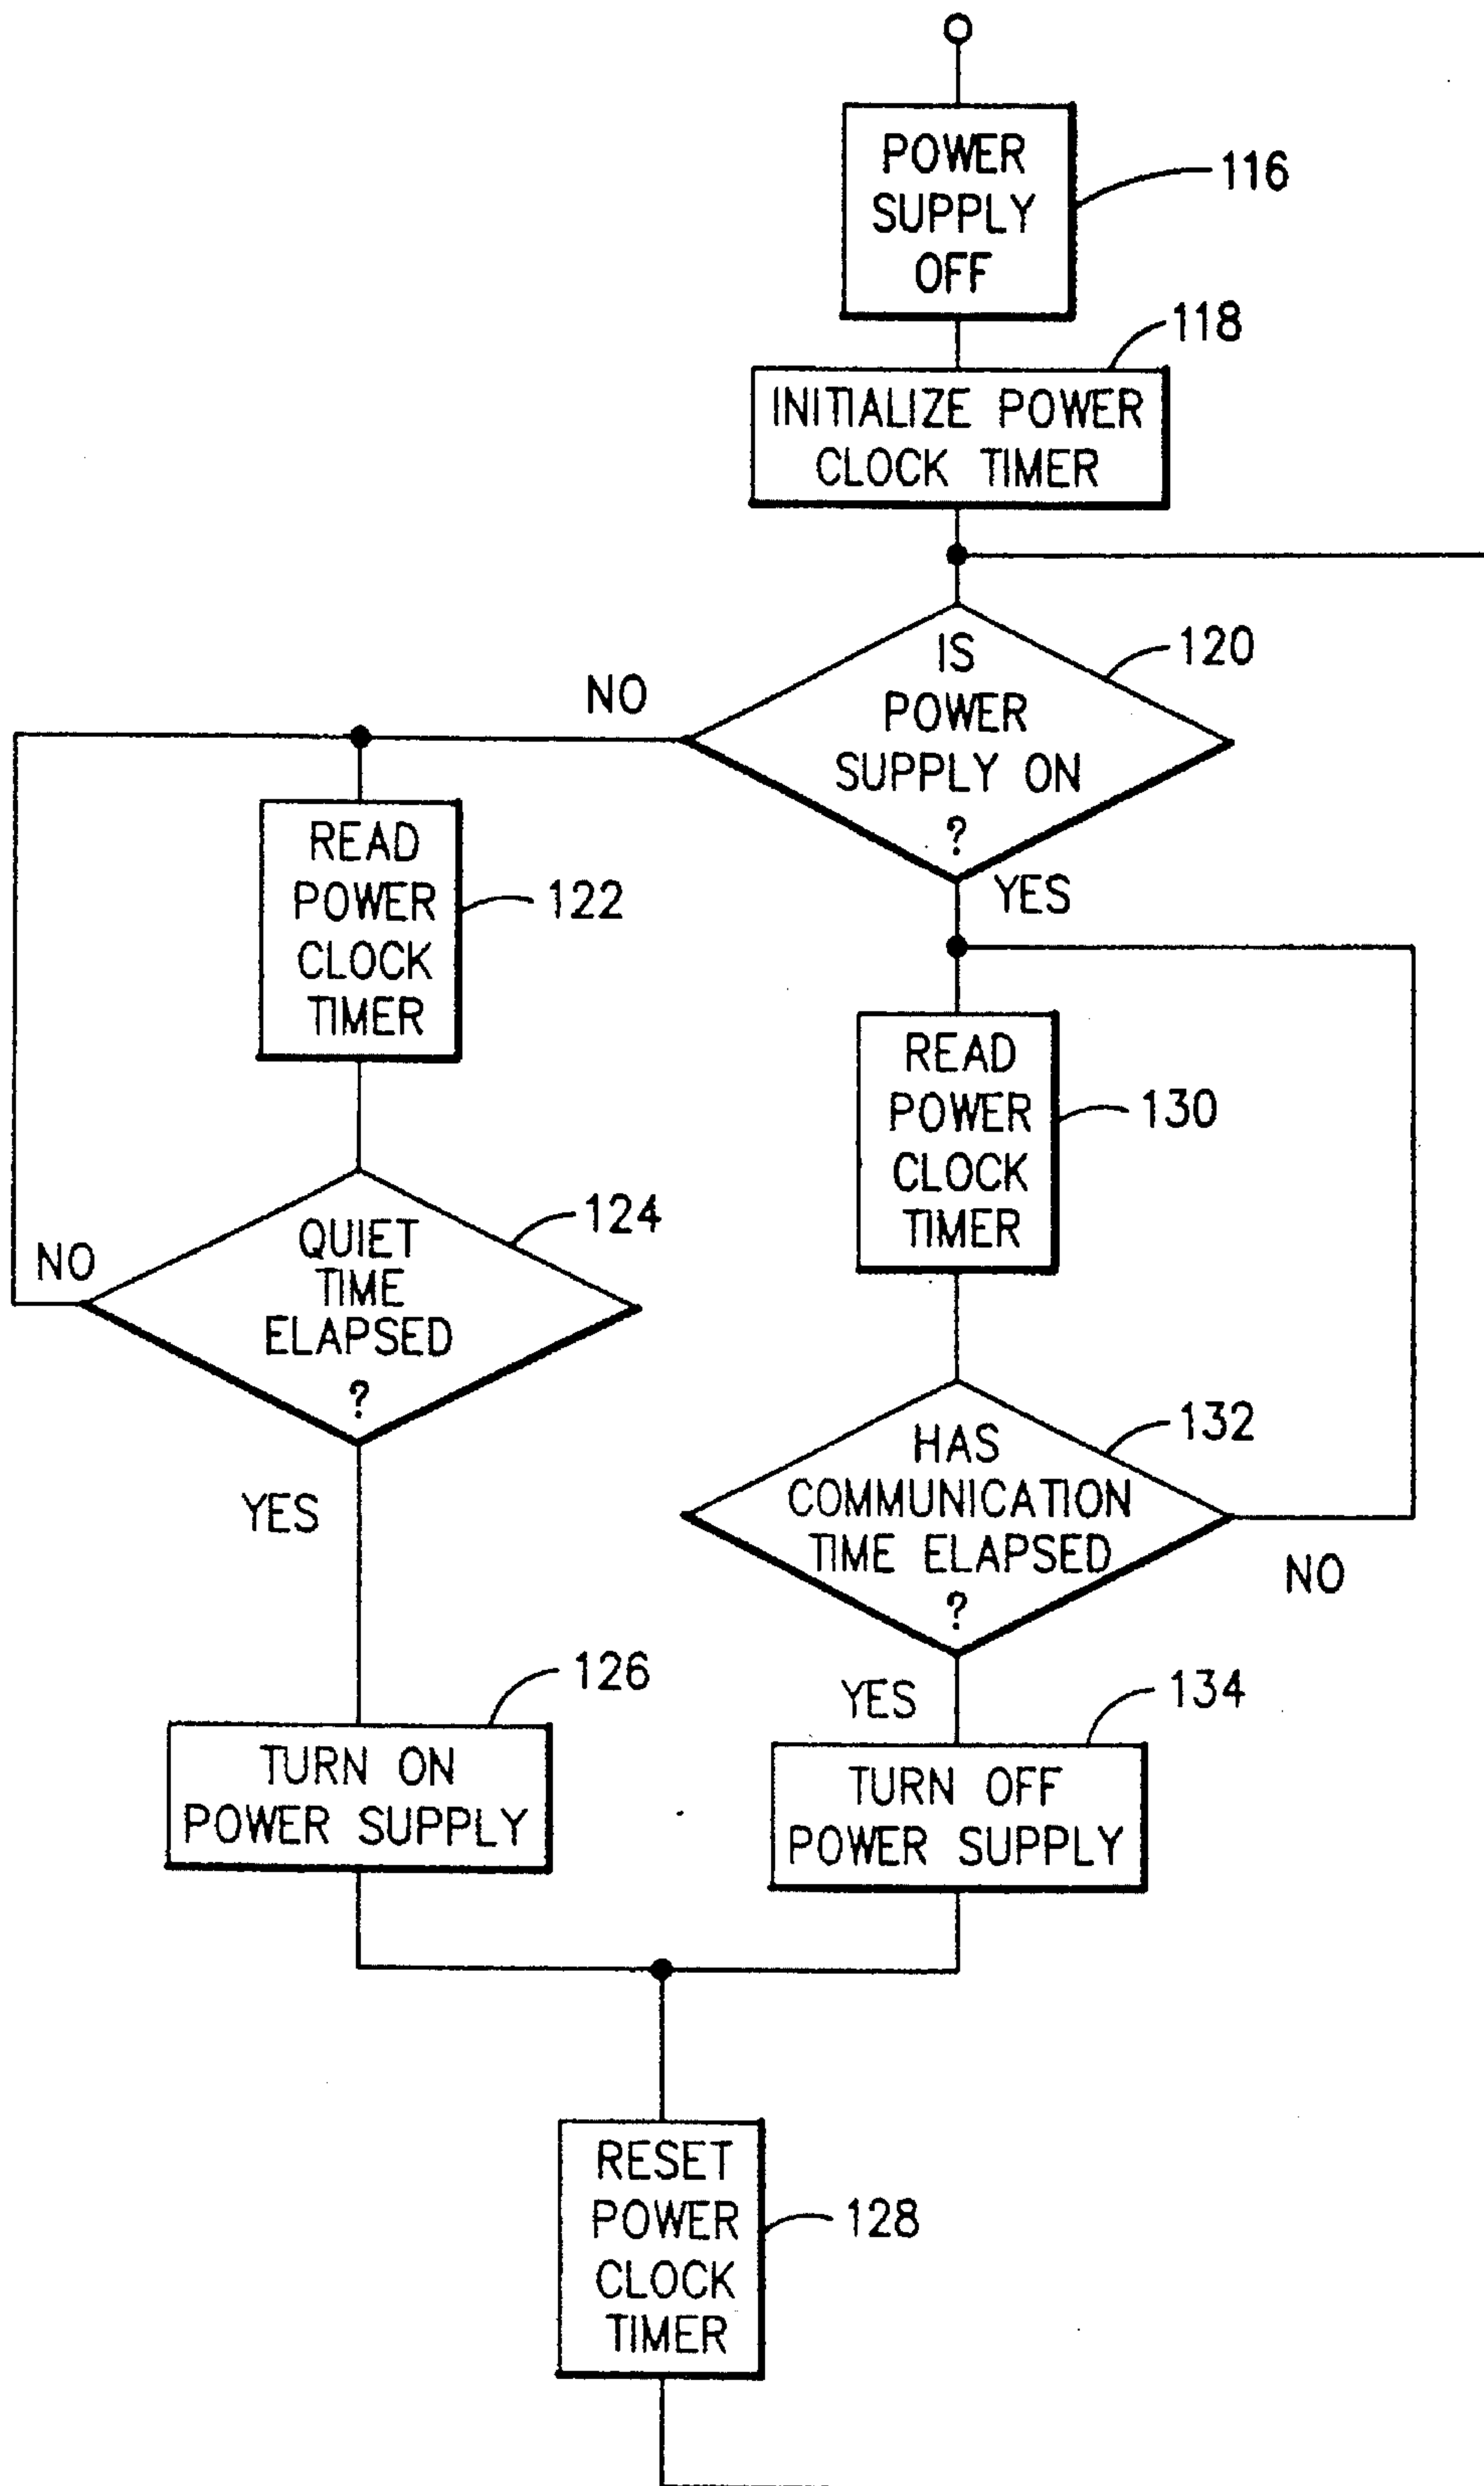 POWER
SUPPLY
OFF
116
118
INITIALIZE POWER
CLOCK TIMER
IS
POWER
SUPPLY ON
?
120
NO
YES
READ
POWER
CLOCK
TIMER
122
READ
POWER
CLOCK
TIMER
130
QUIET
TIME
ELAPSED
?
124
NO
YES
HAS
COMMUNICATION
TIME ELAPSED
?
132
NO
YES
126
TURN ON
POWER SUPPLY
134
TURN OFF
POWER SUPPLY
RESET
POWER
CLOCK
TIMER
128